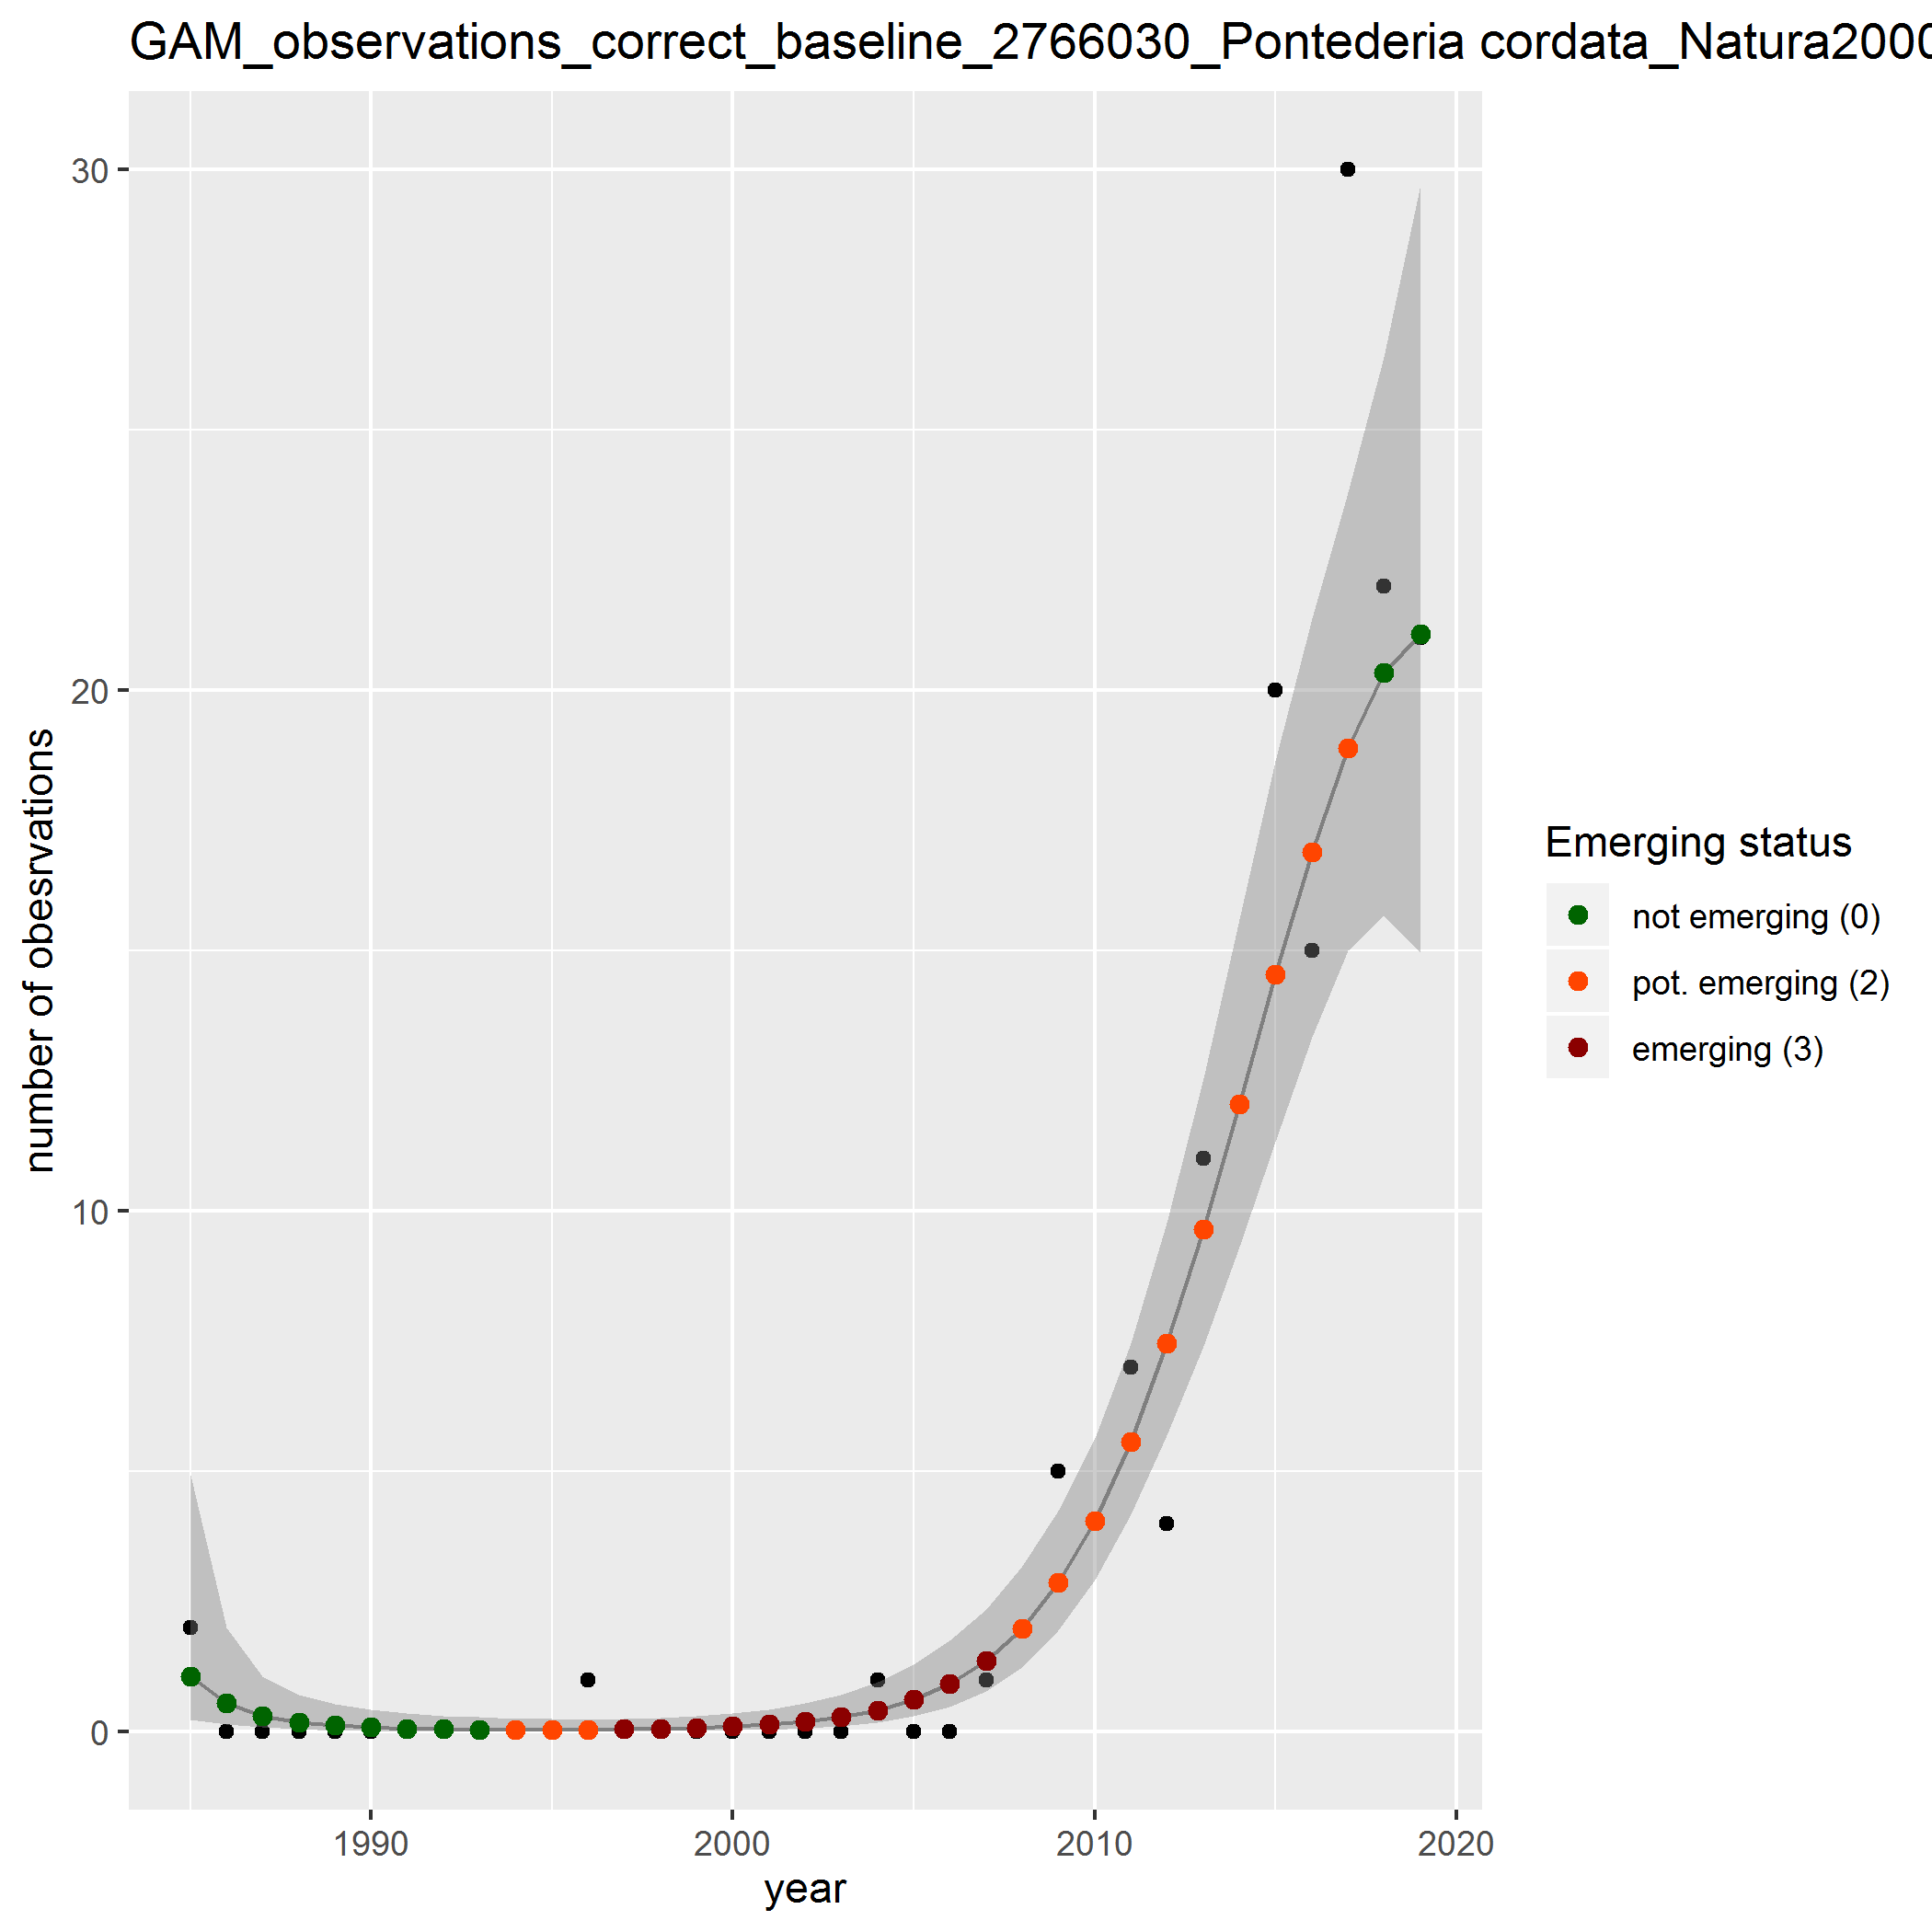 GAM_observations_correct_baseline_2766030_Pontederia cordata_Natura2000
number of obesrvations
30
20
10
0
1990
2000
2010
2020
year
Emerging status
not emerging (0)
pot. emerging (2)
emerging (3)